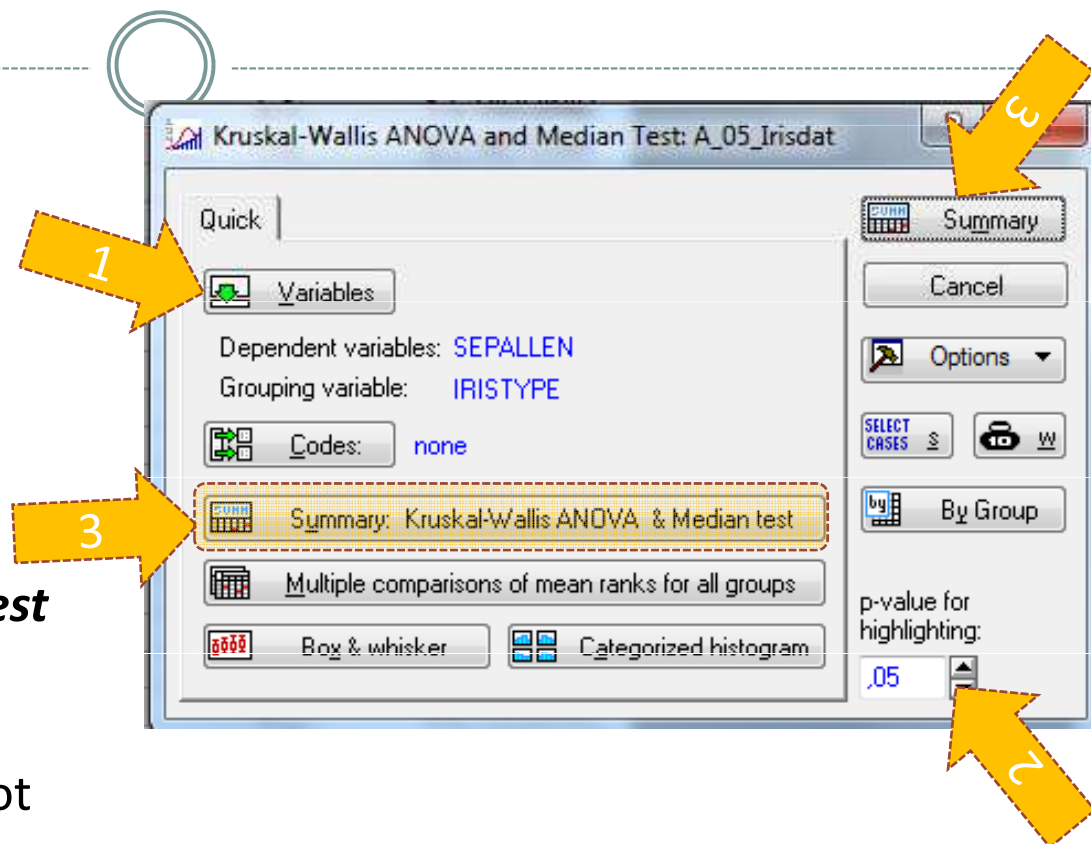 Kruskal-Wallis ANOVA and Median Test: A_05_Irisdat
3
Quick
Summary
1
Variables
Cancel
Dependent variables: SEPALLEN
Grouping variable: IRISTYPE
Options
Codes: none
SELECT CASES S
W
3
Summary: Kruskal-Wallis ANOVA & Median test
By Group
Multiple comparisons of mean ranks for all groups
est
p-value for
highlighting:
Box & whisker
Categorized histogram
,05
2
ot